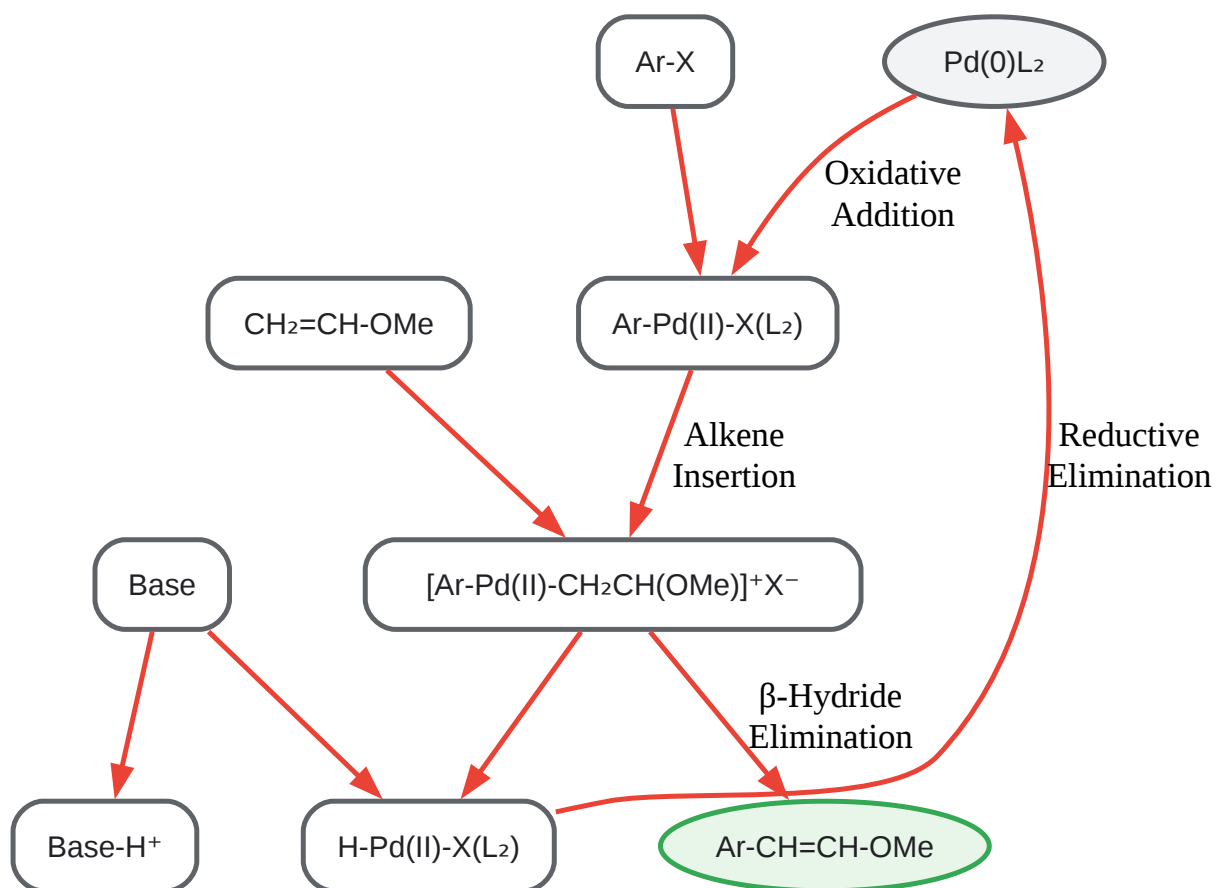 Ar-X
Pd(0)L₂
Oxidative
Addition
CH₂=CH-OMe
Ar-Pd(II)-X(L₂)
Alkene
Insertion
Reductive
Elimination
Base
[Ar-Pd(II)-CH₂CH(OMe)]⁺X⁻
β-Hydride
Elimination
Base-H⁺
H-Pd(II)-X(L₂)
Ar-CH=CH-OMe